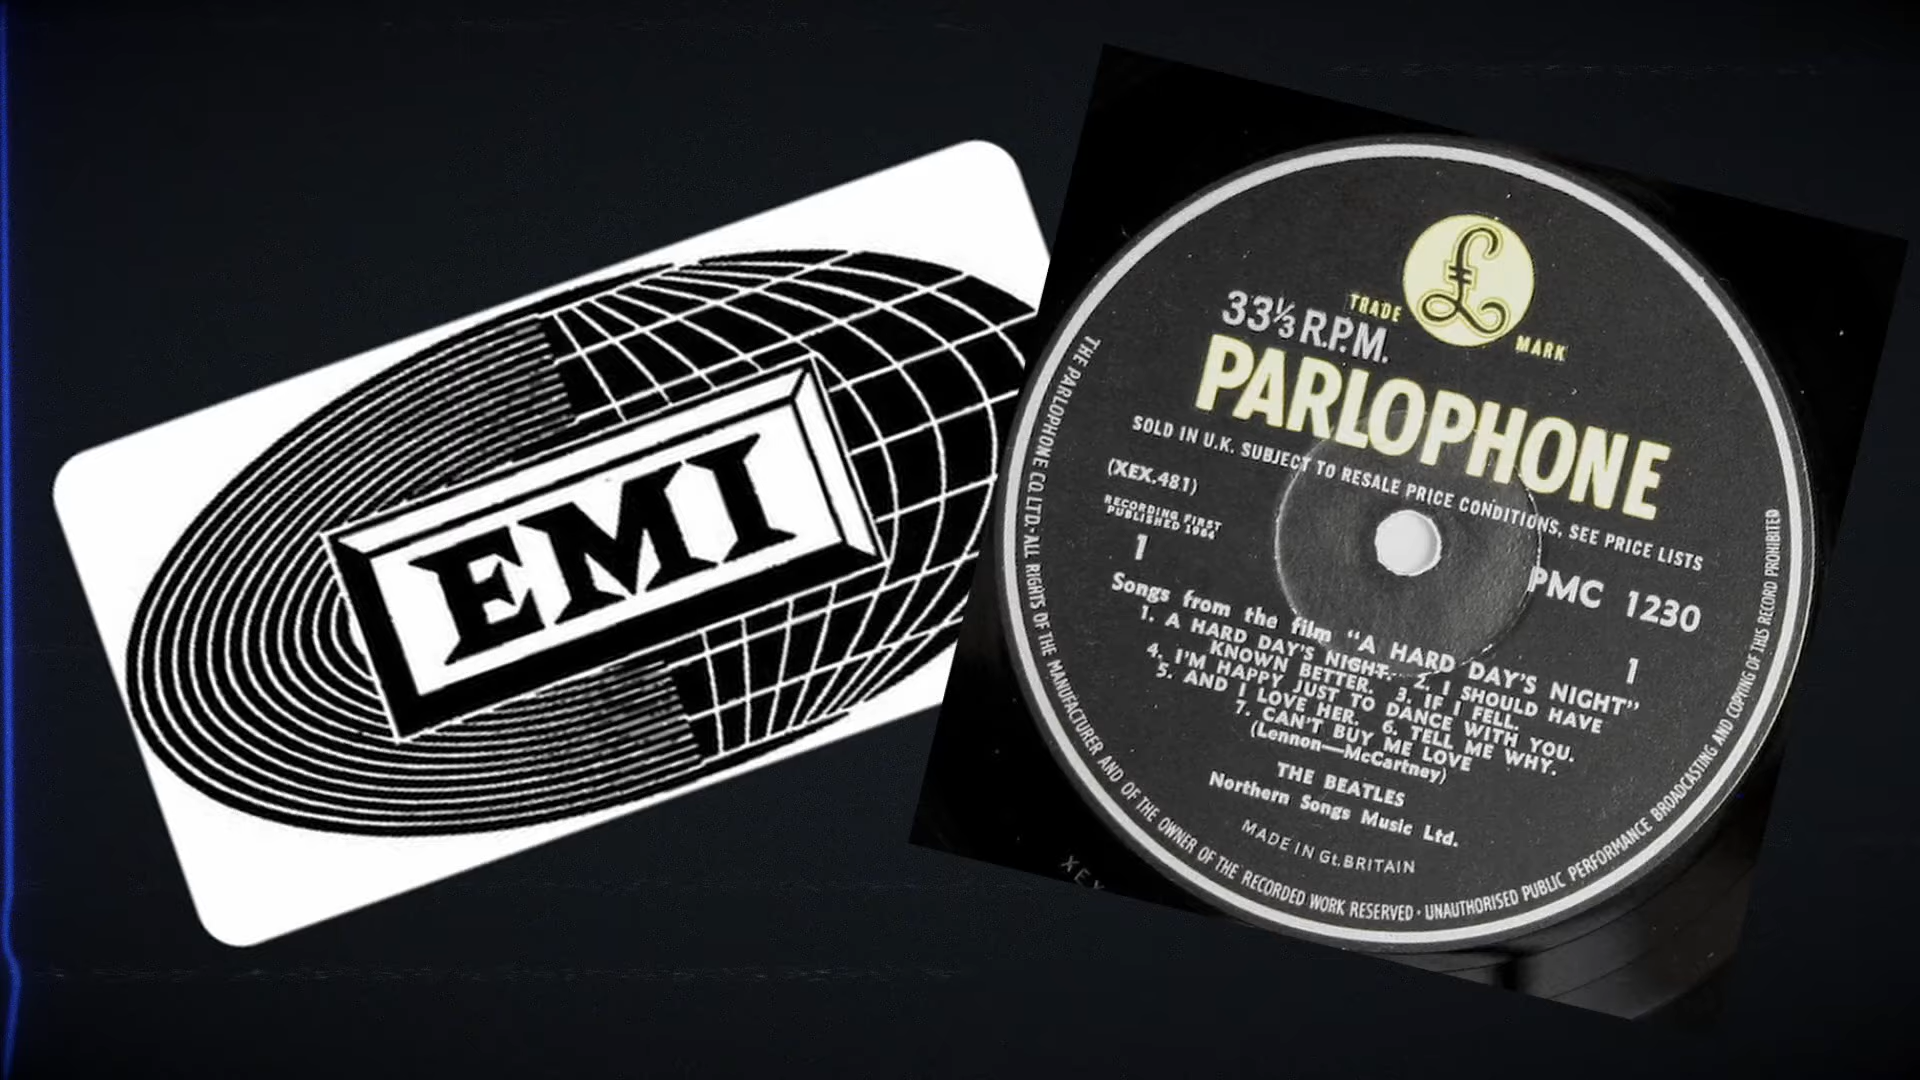 EMI
TRADE
MARK
33⅓ R.P.M.
PARLOPHONE
SOLD IN U.K. SUBJECT TO RESALE PRICE CONDITIONS, SEE PRICE LISTS
(XEX.481)
RECORDING FIRST
PUBLISHED 1964
PMC 1230
1
1
Songs from the film “A HARD DAY'S NIGHT”
1. A HARD DAY'S NIGHT. 2. I SHOULD HAVE
KNOWN BETTER. 3. IF I FELL.
4. I'M HAPPY JUST TO DANCE WITH YOU.
5. AND I LOVE HER. 6. TELL ME WHY.
7. CAN'T BUY ME LOVE
(Lennon—McCartney)
THE BEATLES
Northern Songs Music Ltd.
MADE IN Gt. BRITAIN
THE PARLOPHONE CO. LTD. · ALL RIGHTS OF THE MANUFACTURER AND OF THE OWNER OF THE RECORDED WORK RESERVED · UNAUTHORISED PUBLIC PERFORMANCE BROADCASTING AND COPYING OF THIS RECORD PROHIBITED
XEX